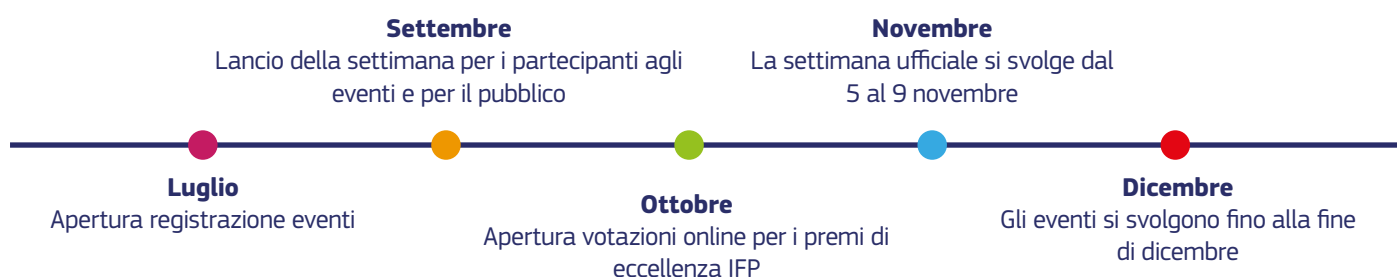 Settembre
Lancio della settimana per i partecipanti agli
eventi e per il pubblico
Novembre
La settimana ufficiale si svolge dal
5 al 9 novembre
Luglio
Apertura registrazione eventi
Ottobre
Apertura votazioni online per i premi di
eccellenza IFP
Dicembre
Gli eventi si svolgono fino alla fine
di dicembre